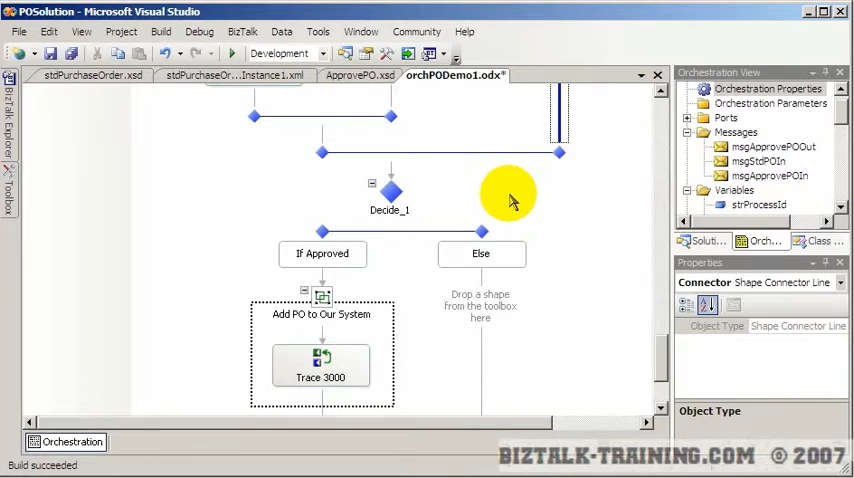 POSolution - Microsoft Visual Studio
File Edit View Project Build Debug BizTalk Data Tools Window Community Help
Development
stdPurchaseOrder.xsd stdPurchaseOr...Instance1.xml ApprovePO.xsd orchPODemo1.odx*
BizTalk Explorer
Toolbox
Decide_1
If Approved
Else
Add PO to Our System
Drop a shape
from the toolbox
here
Trace 3000
Orchestration
Build succeeded
Orchestration View
Orchestration Properties
Orchestration Parameters
Ports
Messages
msgApprovePOOut
msgStdPOIn
msgApprovePOIn
Variables
strProcessId
Soluti... Orch... Class ...
Properties
Connector Shape Connector Line
Object Type Shape Connector Line
Object Type
BIZTALK-TRAINING.COM © 2007